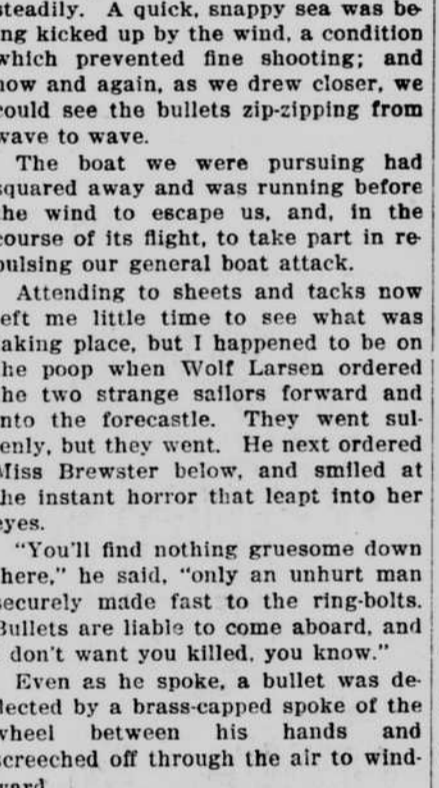 steadily. A quick, snappy sea was be-
ng kicked up by the wind, a condition
which prevented fine shooting; and
now and again, as we drew closer, we
could see the bullets zip-zipping from
wave to wave.
The boat we were pursuing had
squared away and was running before
the wind to escape us, and, in the
course of its flight, to take part in re-
pulsing our general boat attack.
Attending to sheets and tacks now
eft me little time to see what was
aking place, but I happened to be on
he poop when Wolf Larsen ordered
he two strange sailors forward and
nto the forecastle. They went sul-
enly, but they went. He next ordered
Miss Brewster below, and smiled at
the instant horror that leapt into her
eyes.
"You'll find nothing gruesome down
here," he said, "only an unhurt man
securely made fast to the ring-bolts.
Bullets are liable to come aboard, and
don't want you killed, you know."
Even as he spoke, a bullet was de-
lected by a brass-capped spoke of the
wheel between his hands and
screeched off through the air to wind-
ward.